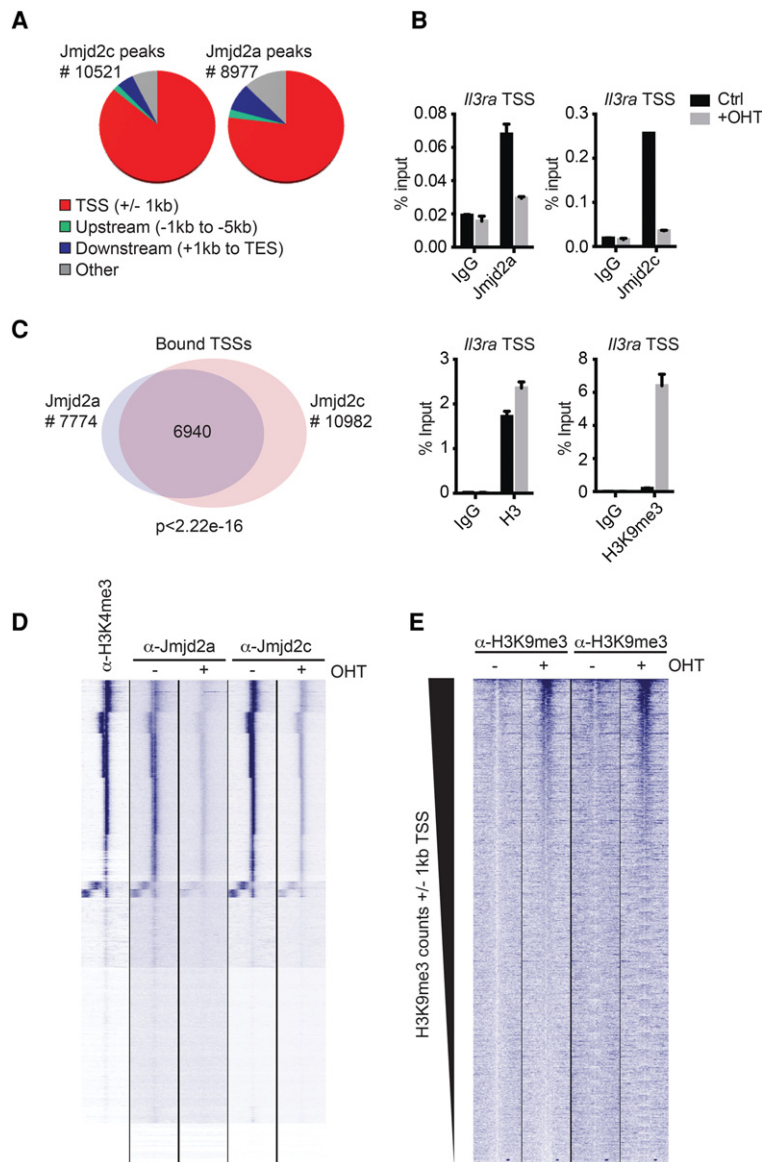 A
Jmjd2c peaks
# 10521
Jmjd2a peaks
# 8977
TSS (+/- 1kb)
Upstream (-1kb to -5kb)
Downstream (+1kb to TES)
Other
B
Il3ra TSS
% input
0.08
0.06
0.04
0.02
0.00
IgG
Jmjd2a
Il3ra TSS
% input
0.3
0.2
0.1
0.0
IgG
Jmjd2c
Ctrl
+OHT
Il3ra TSS
% Input
3
2
1
0
IgG
H3
Il3ra TSS
% Input
8
6
4
2
0
IgG
H3K9me3
C
Bound TSSs
Jmjd2a
# 7774
6940
Jmjd2c
# 10982
p<2.22e-16
D
α-H3K4me3
α-Jmjd2a
α-Jmjd2c
- + - + OHT
E
α-H3K9me3 α-H3K9me3
- + - + OHT
H3K9me3 counts +/- 1kb TSS